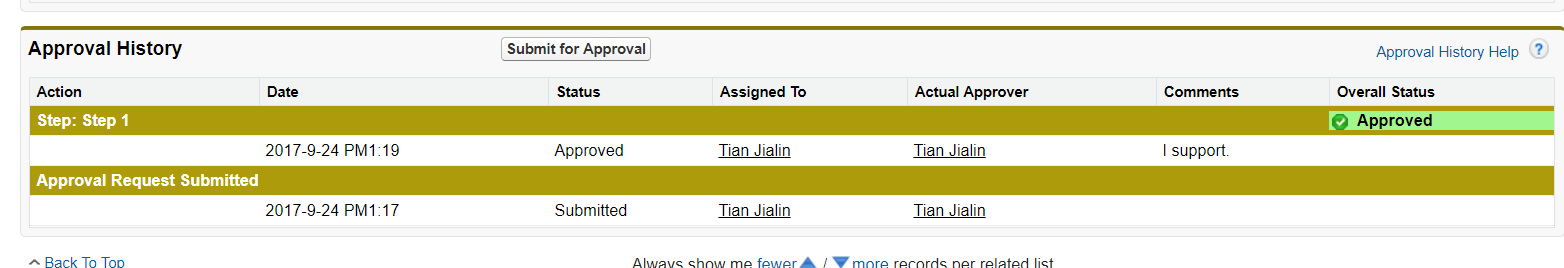 Approval History Submit for Approval Approval History Help ?
Action Date Status Assigned To Actual Approver Comments Overall Status
Step: Step 1 Approved
2017-9-24 PM1:19 Approved Tian Jialin Tian Jialin I support.
Approval Request Submitted
2017-9-24 PM1:17 Submitted Tian Jialin Tian Jialin
Back To Top Always show me fewer / more records per related list